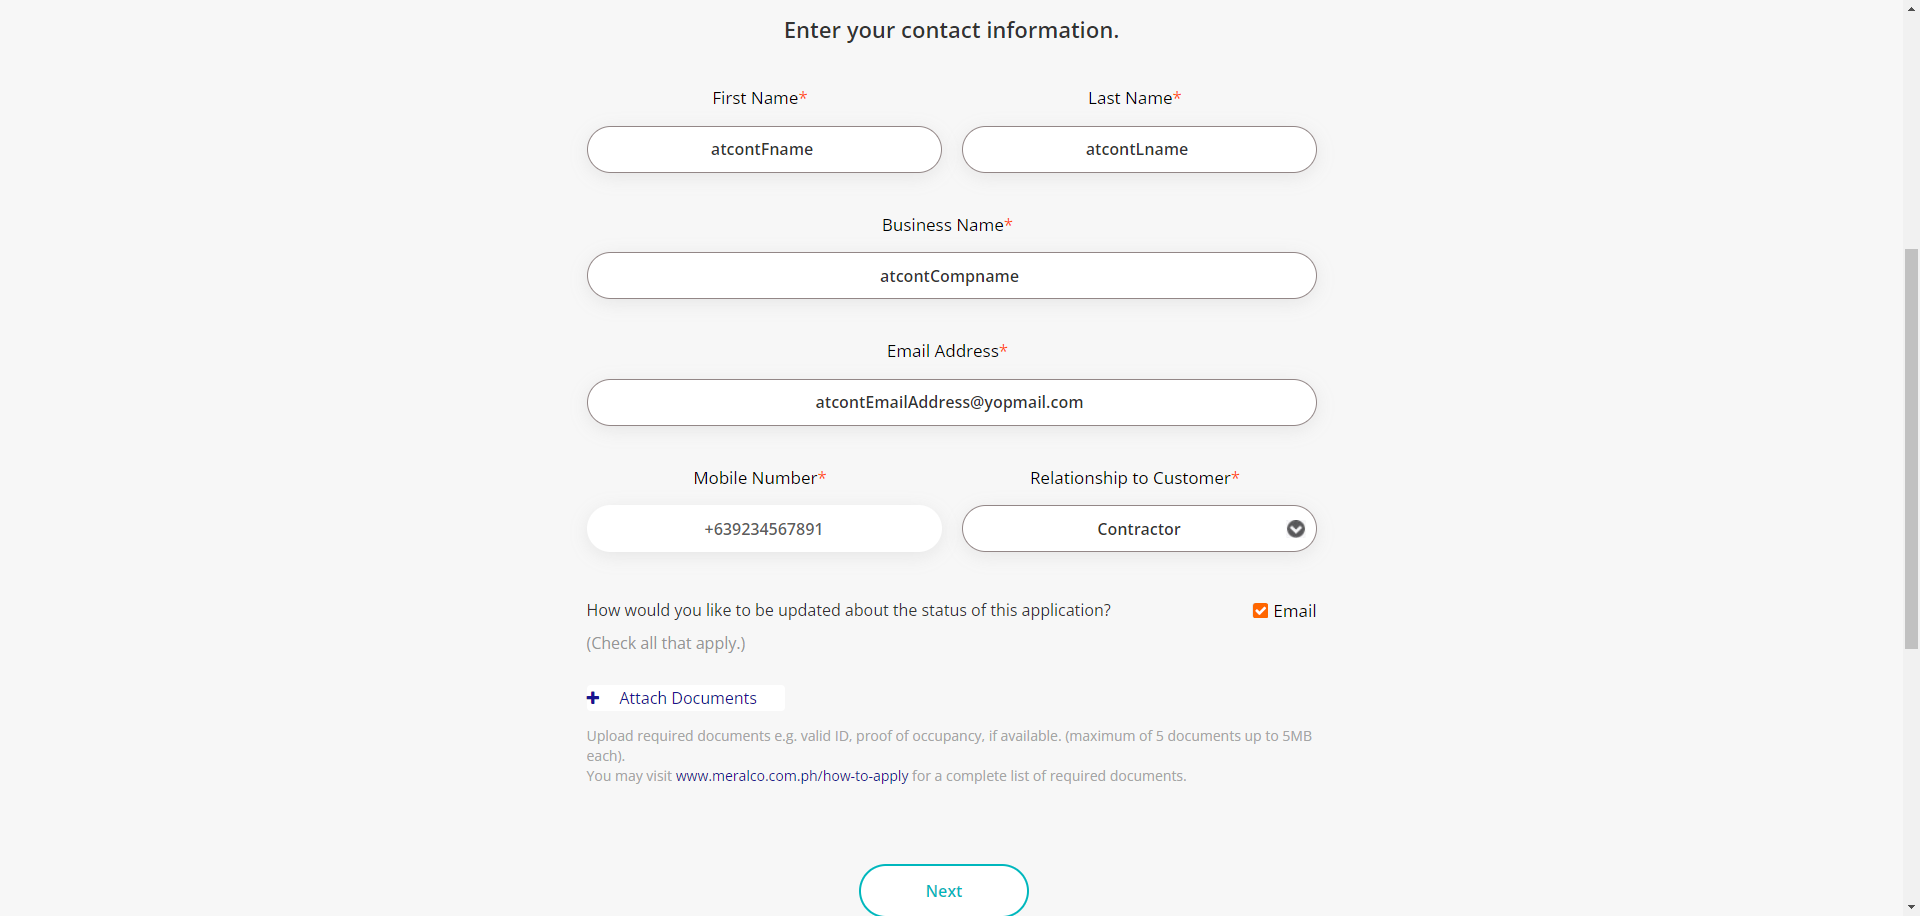 Enter your contact information.
First Name* Last Name*
atcontFname atcontLname
Business Name*
atcontCompname
Email Address*
atcontEmailAddress@yopmail.com
Mobile Number* Relationship to Customer*
+639234567891 Contractor
How would you like to be updated about the status of this application? Email
(Check all that apply.)
Attach Documents
Upload required documents e.g. valid ID, proof of occupancy, if available. (maximum of 5 documents up to 5MB
each).
You may visit www.meralco.com.ph/how-to-apply for a complete list of required documents.
Next